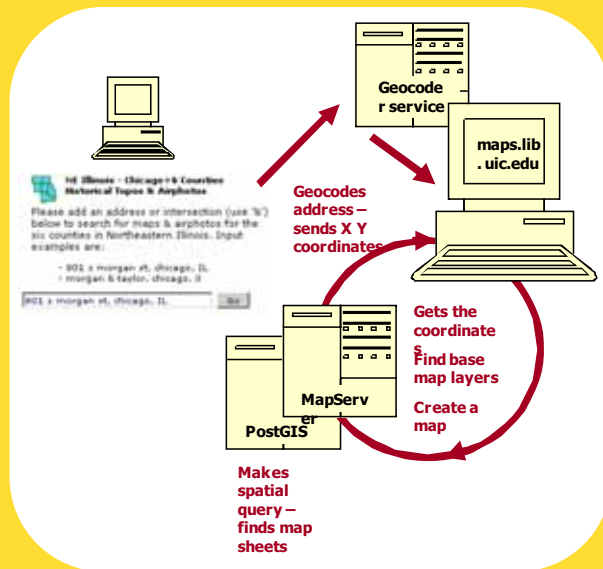 Geocode
r service
maps.lib
.uic.edu
NE Illinois - Chicago+6 Counties
Historical Topos & Airphotos
Please add an address or intersection (use '&')
below to search for maps & airphotos for the
six counties in Northeastern Illinois. Input
examples are:
- 801 s morgan st, chicago, IL
- morgan & taylor, chicago, il
801 s morgan st, chicago, IL
Go
Geocodes
address –
sends X Y
coordinates
Gets the
coordinate
s
Find base
map layers
Create a
map
MapServ
er
PostGIS
Makes
spatial
query –
finds map
sheets